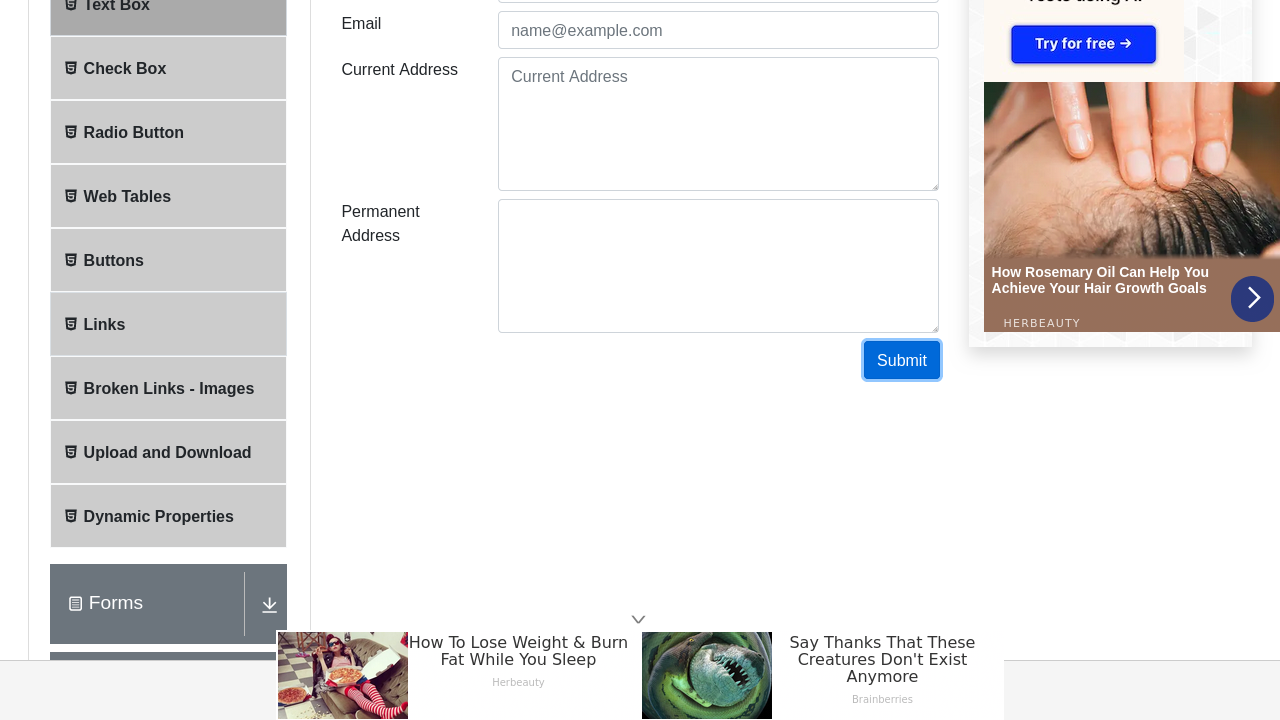 Text Box
Check Box
Radio Button
Web Tables
Buttons
Links
Broken Links - Images
Upload and Download
Dynamic Properties
Forms
Email
name@example.com
Current Address
Current Address
Permanent
Address
Submit
Try for free →
How Rosemary Oil Can Help You
Achieve Your Hair Growth Goals
HERBEAUTY
How To Lose Weight & Burn
Fat While You Sleep
Herbeauty
Say Thanks That These
Creatures Don't Exist
Anymore
Brainberries